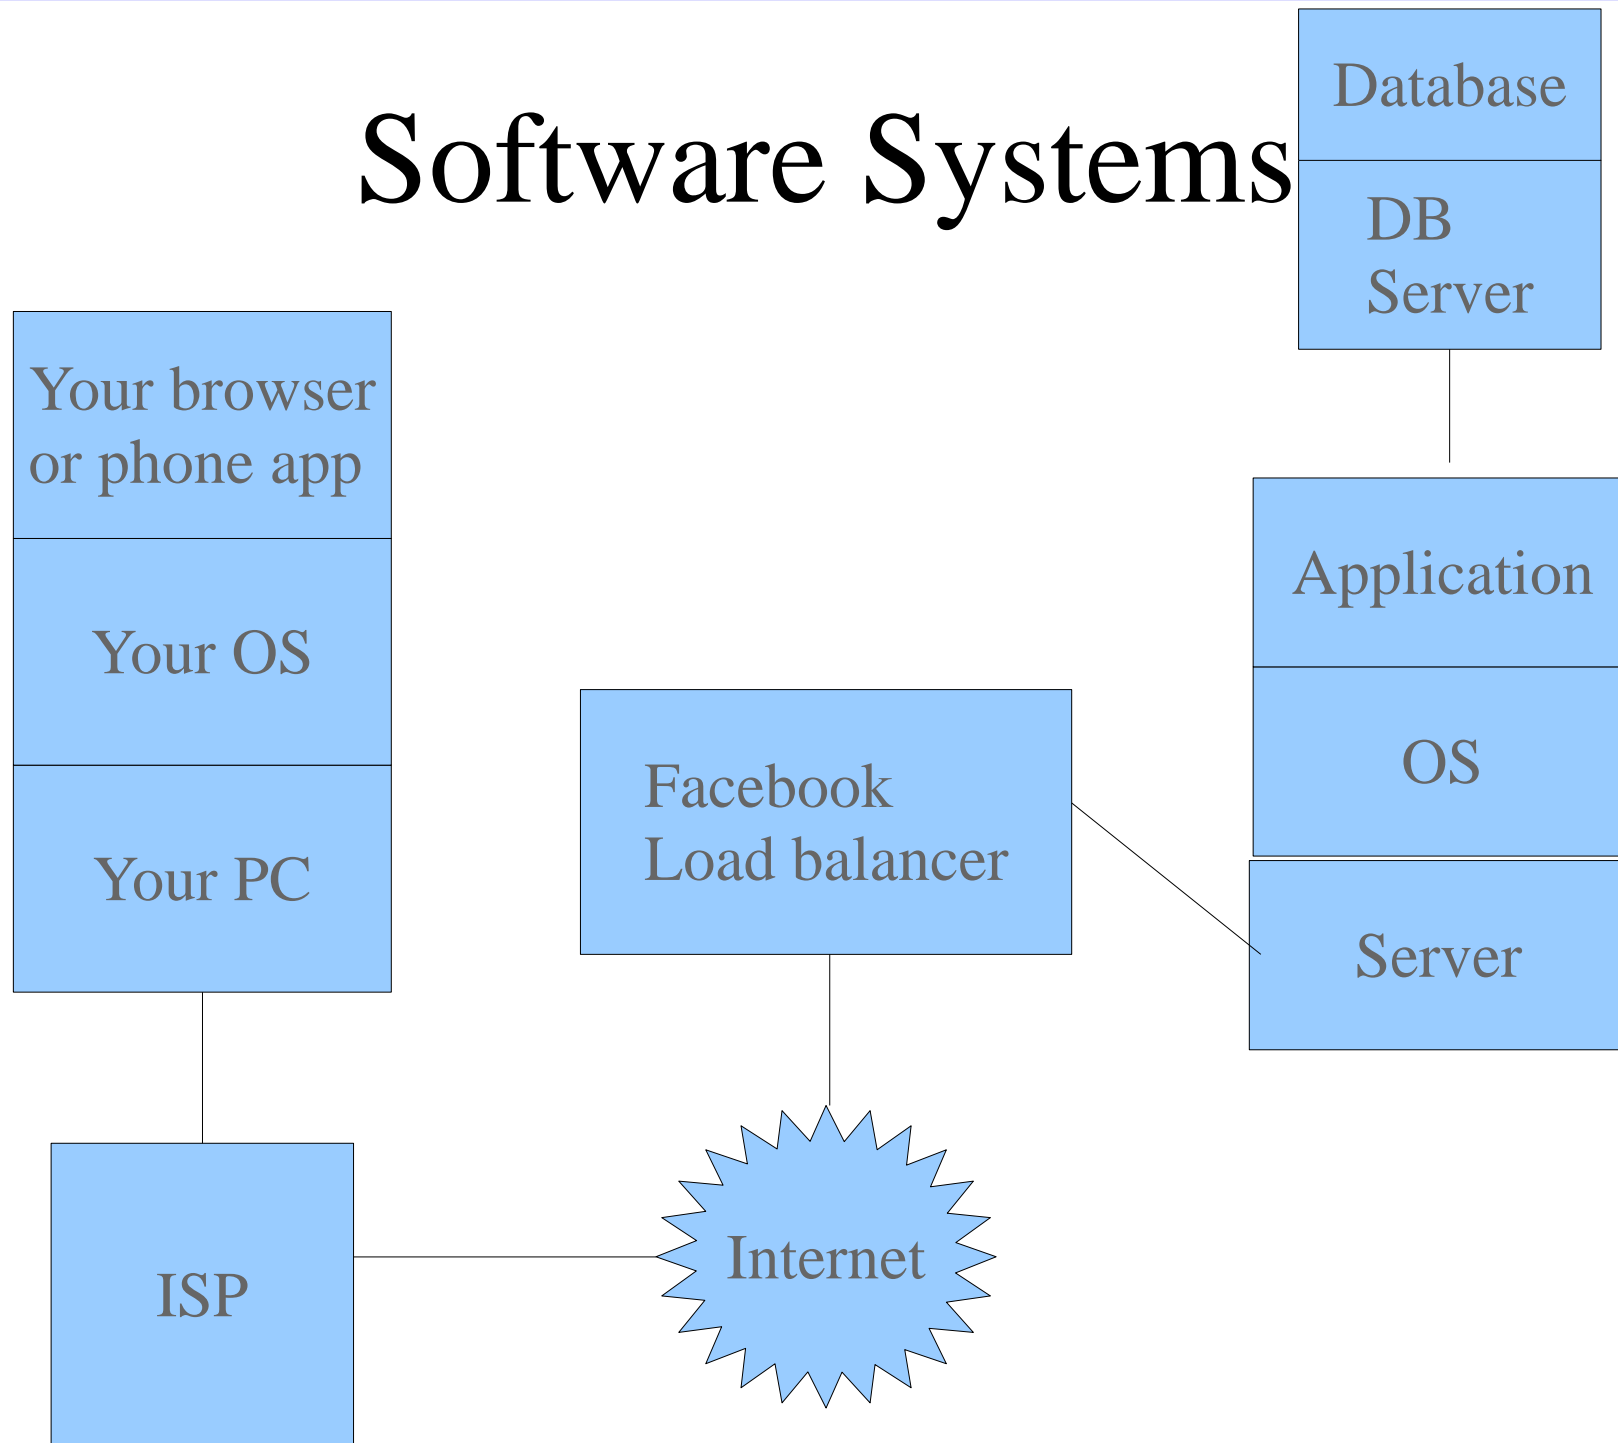 Software Systems
Database
DB
Server
Your browser
or phone app
Your OS
Your PC
ISP
Internet
Facebook
Load balancer
Application
OS
Server